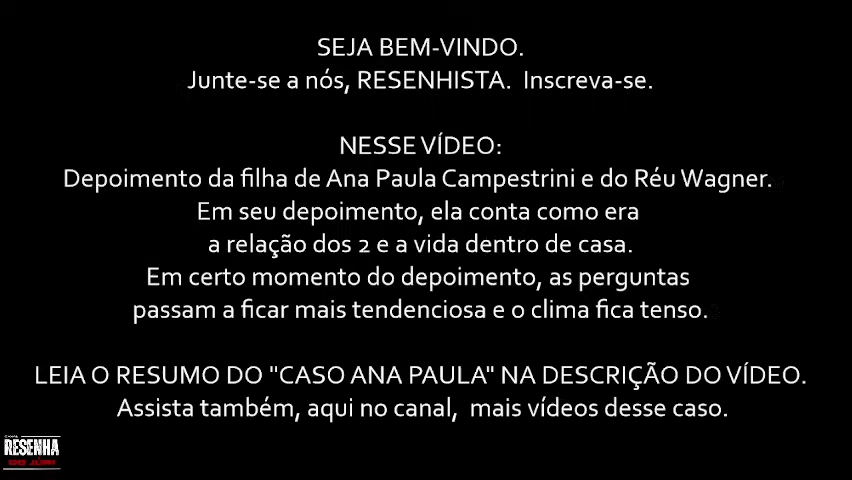 SEJA BEM-VINDO.
Junte-se a nós, RESENHISTA. Inscreva-se.
NESSE VÍDEO:
Depoimento da filha de Ana Paula Campestrini e do Réu Wagner.
Em seu depoimento, ela conta como era
a relação dos 2 e a vida dentro de casa.
Em certo momento do depoimento, as perguntas
passam a ficar mais tendenciosa e o clima fica tenso.
LEIA O RESUMO DO "CASO ANA PAULA" NA DESCRIÇÃO DO VÍDEO.
Assista também, aqui no canal, mais vídeos desse caso.
RESENHA